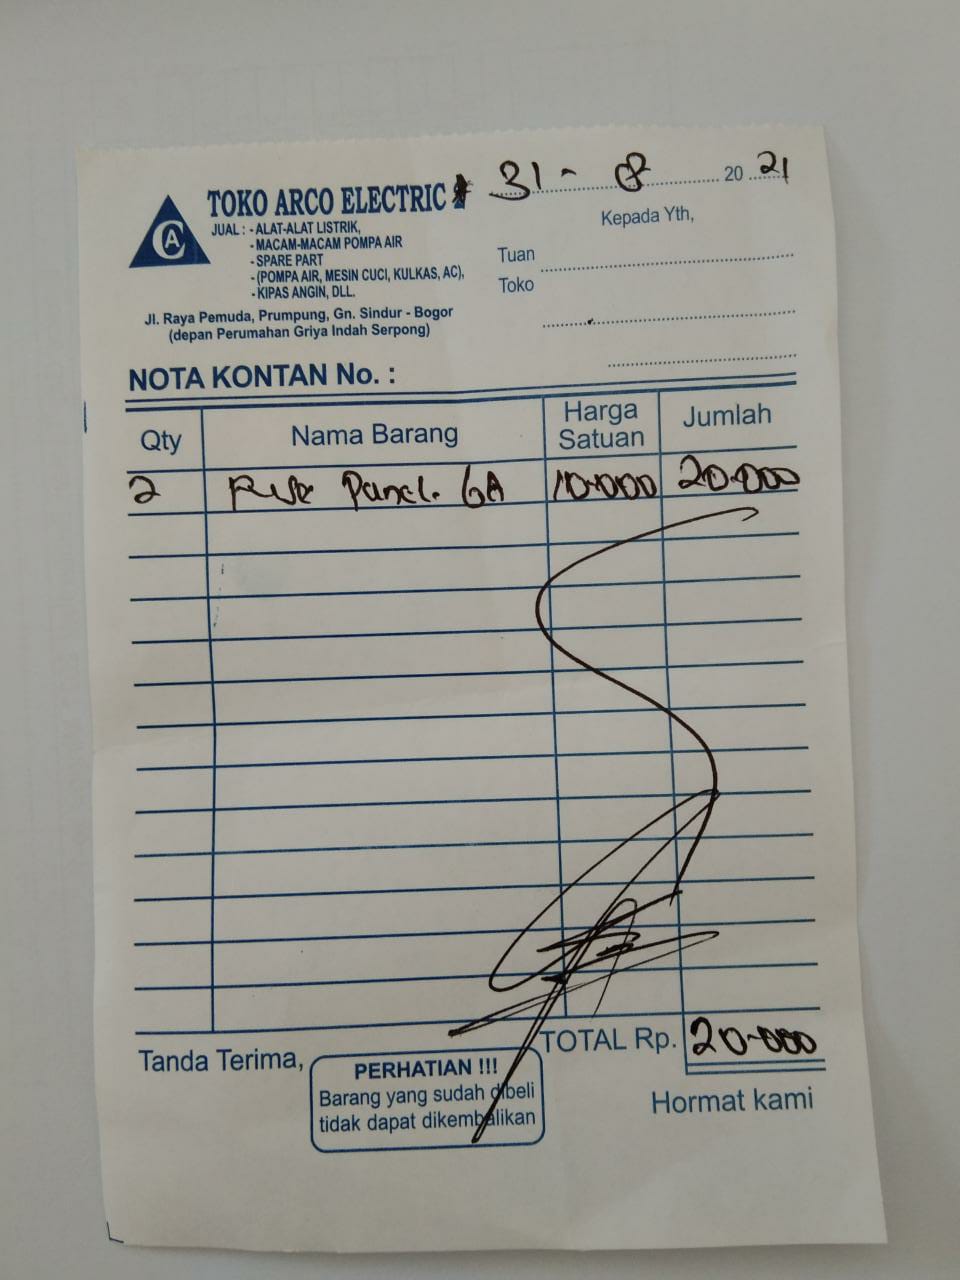 TOKO ARCO ELECTRIC
JUAL : - ALAT-ALAT LISTRIK,
- MACAM-MACAM POMPA AIR
- SPARE PART
- (POMPA AIR, MESIN CUCI, KULKAS, AC),
- KIPAS ANGIN, DLL.
CA
Jl. Raya Pemuda, Prumpung, Gn. Sindur - Bogor
(depan Perumahan Griya Indah Serpong)
31 - 8 20 21
Kepada Yth,
Tuan
Toko
NOTA KONTAN No. :
Qty Nama Barang Harga Satuan Jumlah
2 Panel 6A 10.000 20.000
TOTAL Rp. 20.000
Tanda Terima,
PERHATIAN !!!
Barang yang sudah dibeli
tidak dapat dikembalikan
Hormat kami